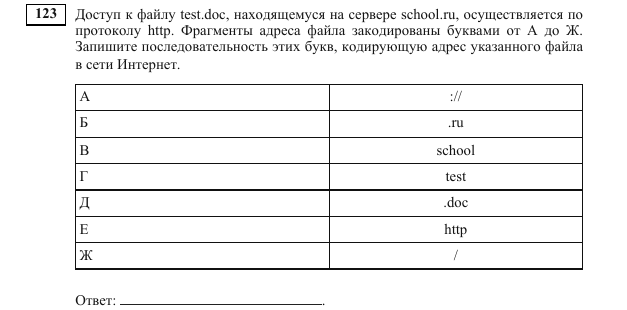 123 Доступ к файлу test.doc, находящемуся на сервере school.ru, осуществляется по
протоколу http. Фрагменты адреса файла закодированы буквами от А до Ж.
Запишите последовательность этих букв, кодирующую адрес указанного файла
в сети Интернет.
А ://
Б .ru
В school
Г test
Д .doc
Е http
Ж /
Ответ: ______________________.